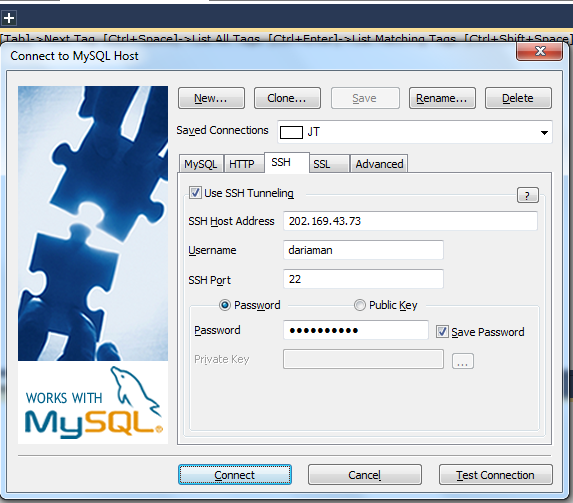 [Tab]->Next Tag, [Ctrl+Space]->List All Tags, [Ctrl+Enter]->List Matching Tags, [Ctrl+Shift+Space]
Connect to MySQL Host
New... Clone... Save Rename... Delete
Saved Connections JT
MySQL HTTP SSH SSL Advanced
Use SSH Tunneling ?
SSH Host Address 202.169.43.73
Username dariaman
SSH Port 22
Password Public Key
Password ●●●●●●●●●● Save Password
Private Key ...
WORKS WITH
MySQL®
Connect Cancel Test Connection